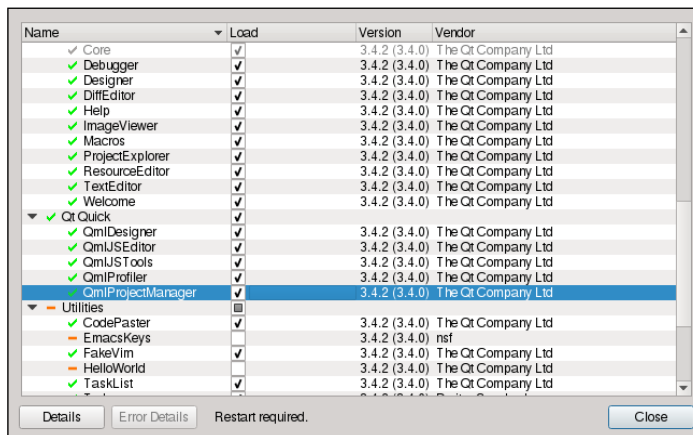 Name Load Version Vendor
Core 3.4.2 (3.4.0) The Qt Company Ltd
Debugger 3.4.2 (3.4.0) The Qt Company Ltd
Designer 3.4.2 (3.4.0) The Qt Company Ltd
DiffEditor 3.4.2 (3.4.0) The Qt Company Ltd
Help 3.4.2 (3.4.0) The Qt Company Ltd
ImageViewer 3.4.2 (3.4.0) The Qt Company Ltd
Macros 3.4.2 (3.4.0) The Qt Company Ltd
ProjectExplorer 3.4.2 (3.4.0) The Qt Company Ltd
ResourceEditor 3.4.2 (3.4.0) The Qt Company Ltd
TextEditor 3.4.2 (3.4.0) The Qt Company Ltd
Welcome 3.4.2 (3.4.0) The Qt Company Ltd
Qt Quick
QmlDesigner 3.4.2 (3.4.0) The Qt Company Ltd
QmlJSEditor 3.4.2 (3.4.0) The Qt Company Ltd
QmlJSTools 3.4.2 (3.4.0) The Qt Company Ltd
QmlProfiler 3.4.2 (3.4.0) The Qt Company Ltd
QmlProjectManager 3.4.2 (3.4.0) The Qt Company Ltd
Utilities
CodePaster 3.4.2 (3.4.0) The Qt Company Ltd
EmacsKeys 3.4.2 (3.4.0) nsf
FakeVim 3.4.2 (3.4.0) The Qt Company Ltd
HelloWorld 3.4.2 (3.4.0) The Qt Company Ltd
TaskList 3.4.2 (3.4.0) The Qt Company Ltd
Details Error Details Restart required. Close